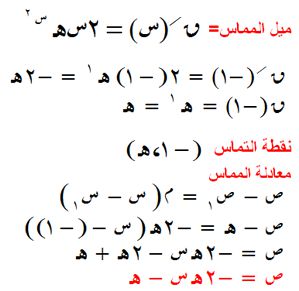 ميل المماس= قَ(س) = ٢س هـ^س^٢
قَ(-١) = ٢(-١) هـ^١ = -٢هـ
ق(-١) = هـ^١ = هـ
نقطة التماس (-١، هـ)
معادلة المماس
ص - ص١ = م(س - س١)
ص - هـ = -٢هـ(س - (-١))
ص = -٢هـ س - ٢هـ + هـ
ص = -٢هـ س - هـ